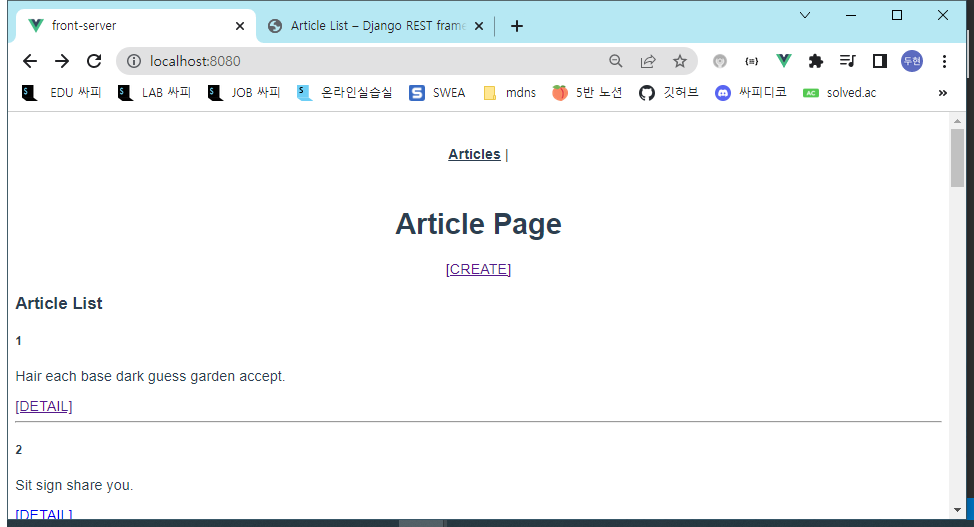 front-server
Article List – Django REST frame
localhost:8080
두현
EDU 싸피 LAB 싸피 JOB 싸피 온라인실습실 SWEA mdns 5반 노션 깃허브 싸피디코 solved.ac »
Articles |
Article Page
[CREATE]
Article List
1
Hair each base dark guess garden accept.
[DETAIL]
2
Sit sign share you.
[DETAIL]